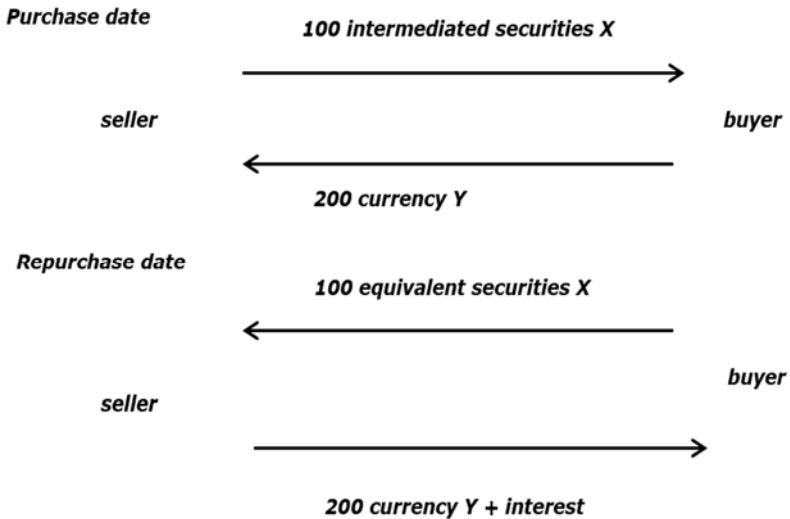 Purchase date
100 intermediated securities X
seller
buyer
200 currency Y
Repurchase date
100 equivalent securities X
buyer
seller
200 currency Y + interest